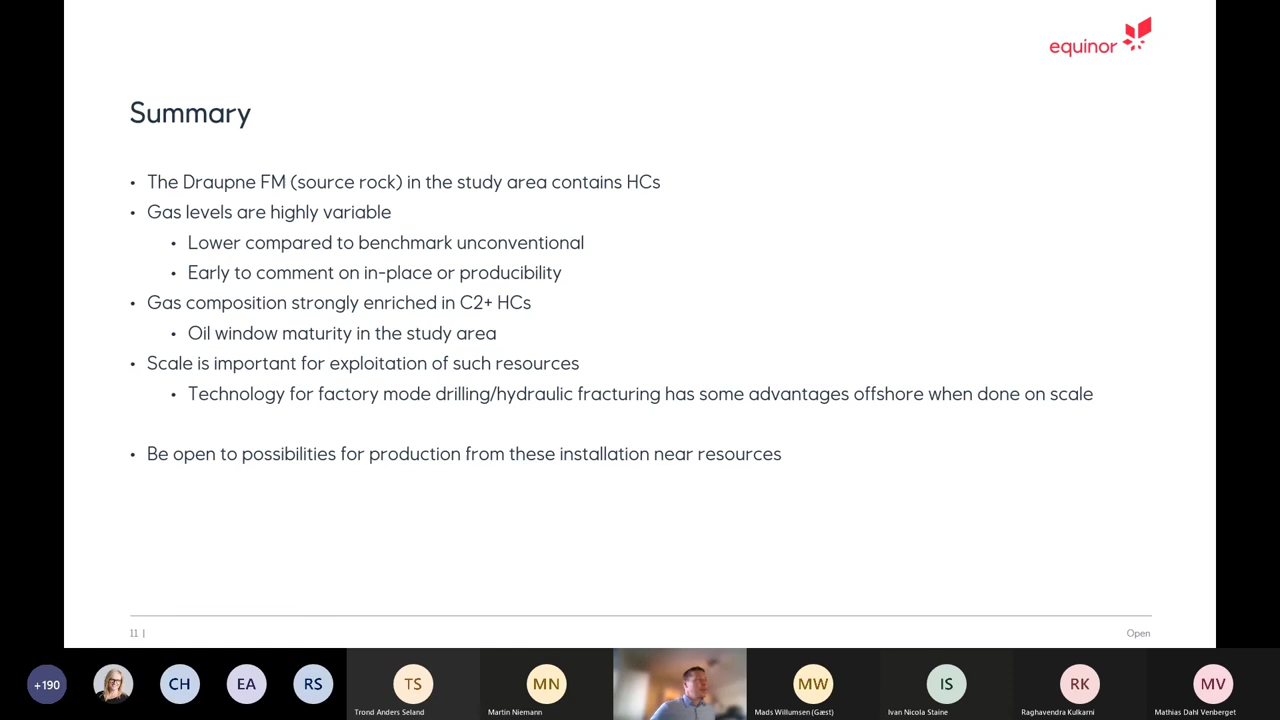 equinor
Summary
• The Draupne FM (source rock) in the study area contains HCs
• Gas levels are highly variable
• Lower compared to benchmark unconventional
• Early to comment on in-place or producibility
• Gas composition strongly enriched in C2+ HCs
• Oil window maturity in the study area
• Scale is important for exploitation of such resources
• Technology for factory mode drilling/hydraulic fracturing has some advantages offshore when done on scale
• Be open to possibilities for production from these installation near resources
11 |
Open
+190
CH
EA
RS
TS
Trond Anders Seland
MN
Martin Niemann
MW
Mads Willumsen (Gæst)
IS
Ivan Nicola Staine
RK
Raghavendra Kulkarni
MV
Mathias Dahl Venberget